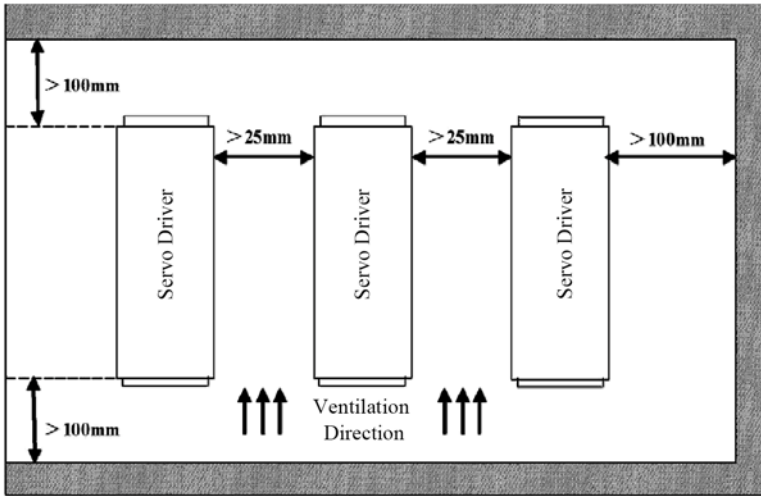 ＞100mm
＞25mm
＞25mm
＞100mm
Servo Driver
Servo Driver
Servo Driver
＞100mm
Ventilation
Direction